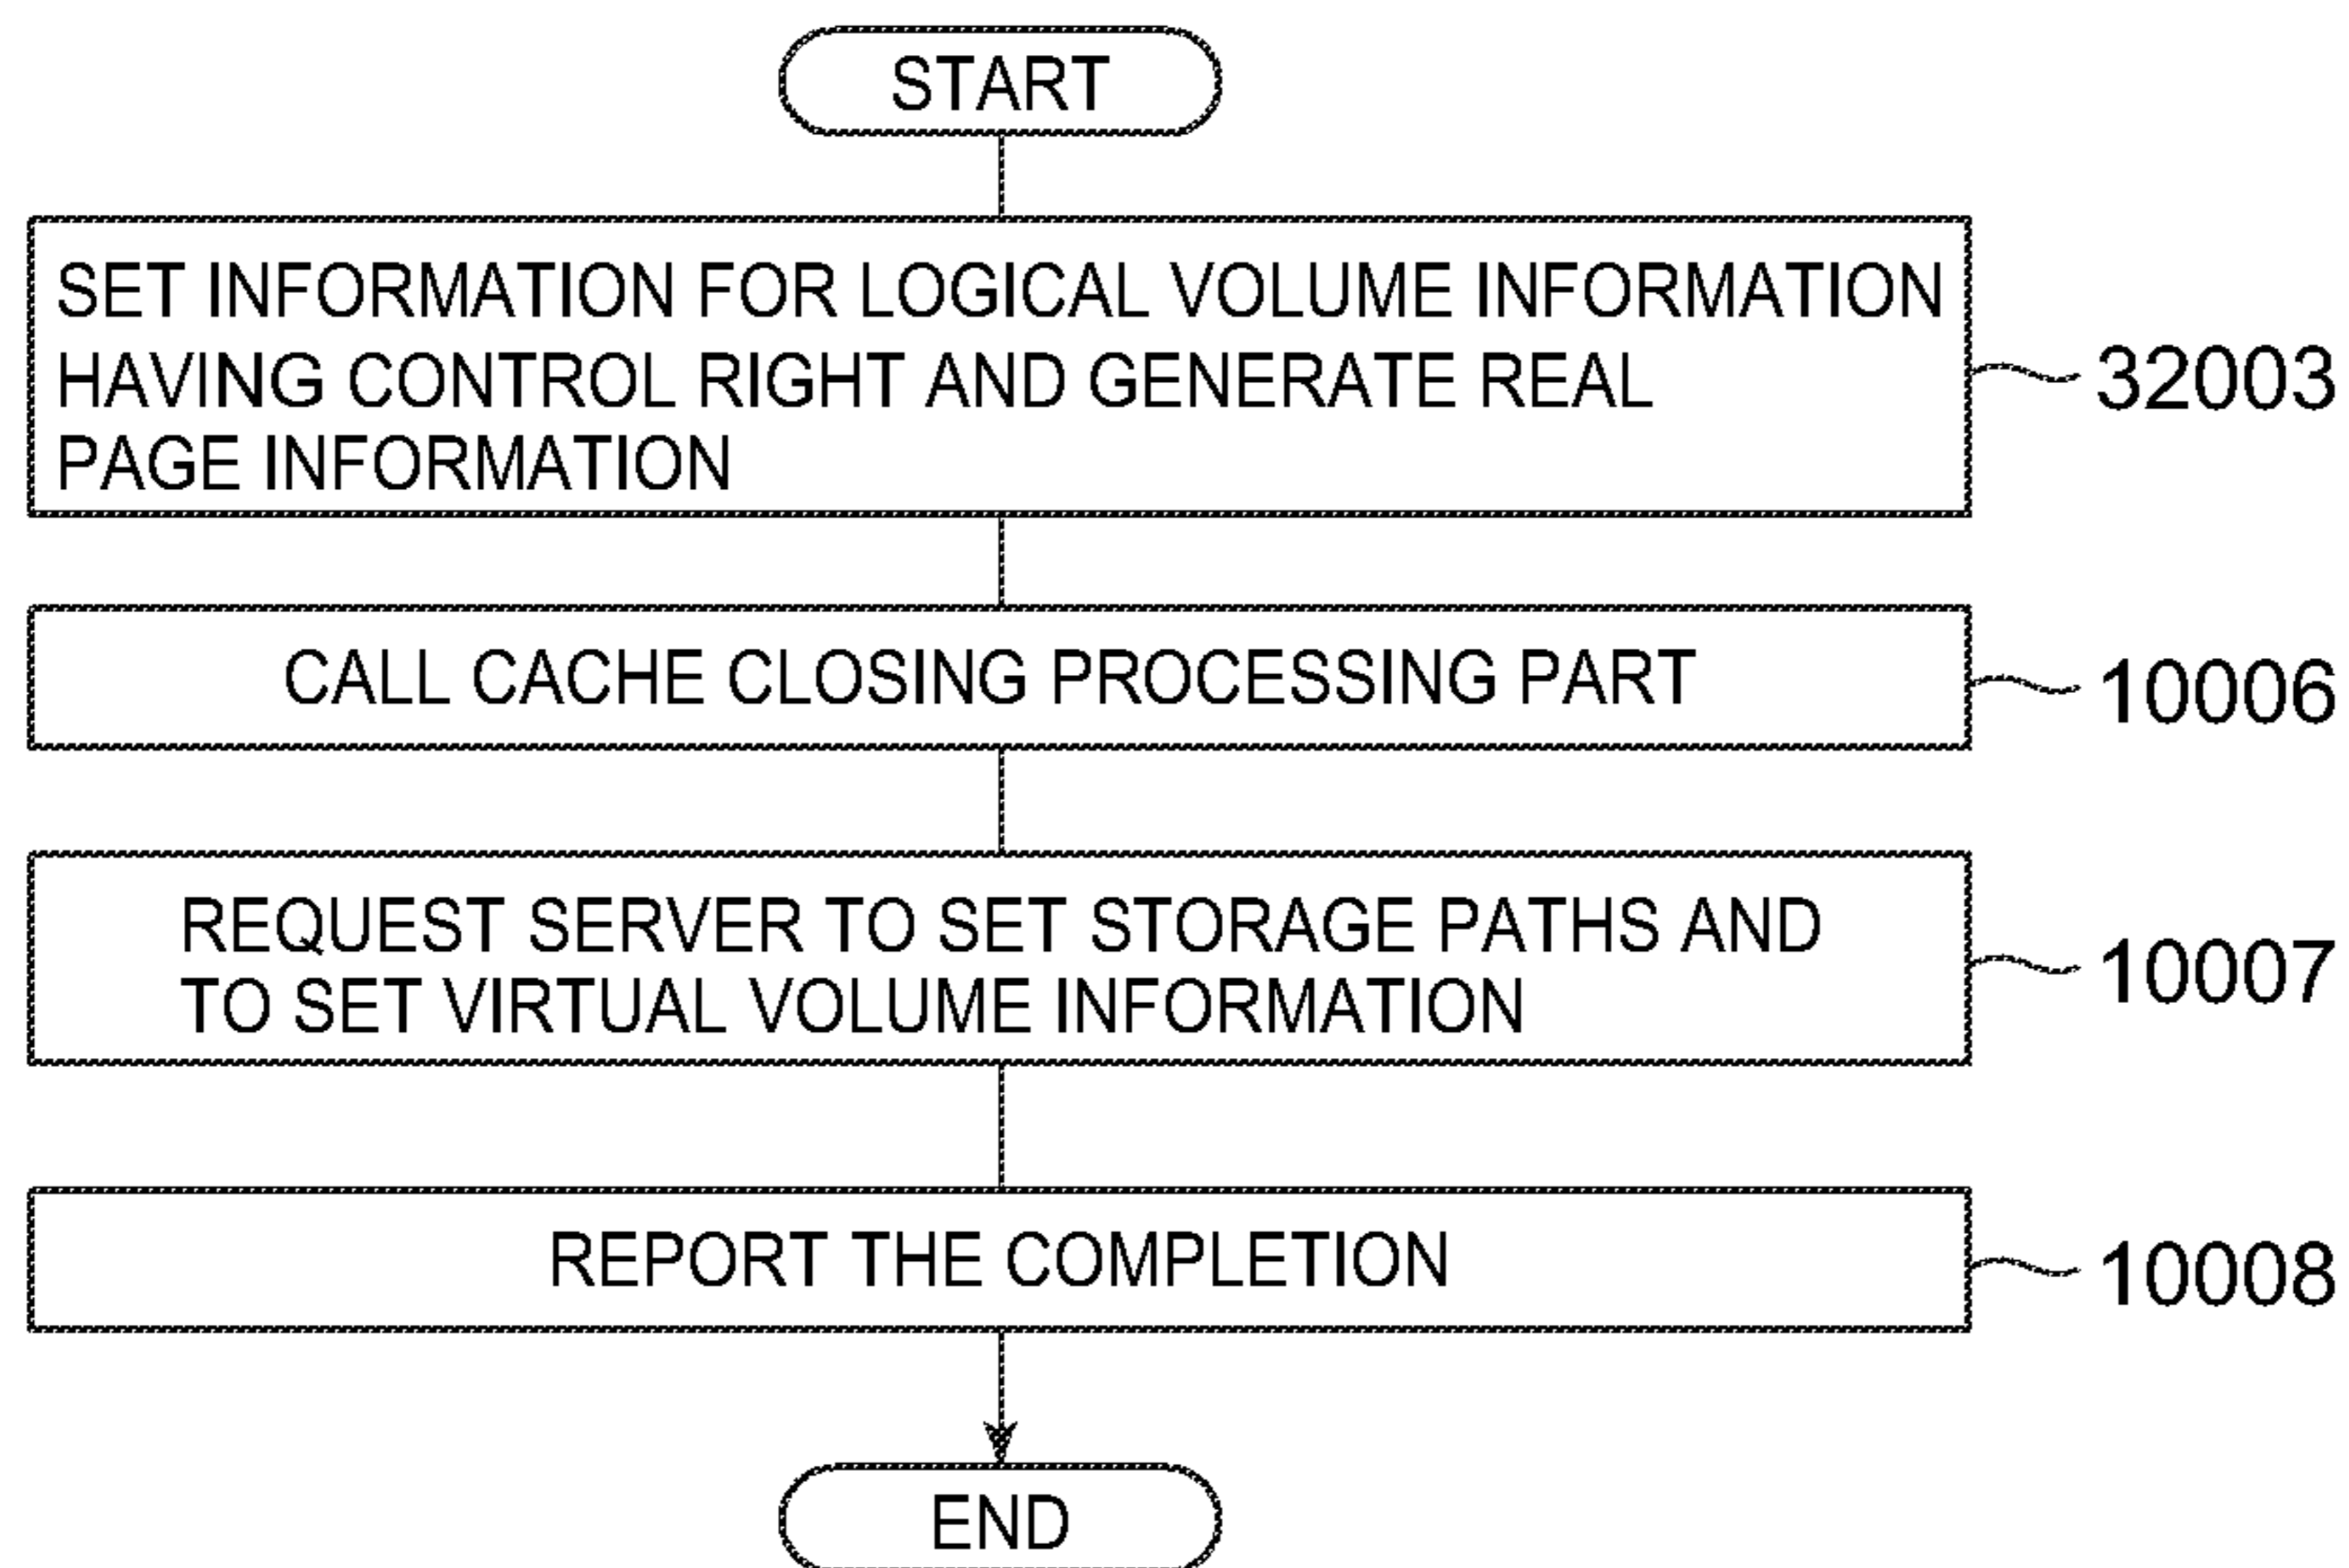 START
SET INFORMATION FOR LOGICAL VOLUME INFORMATION
HAVING CONTROL RIGHT AND GENERATE REAL
PAGE INFORMATION
32003
CALL CACHE CLOSING PROCESSING PART
10006
REQUEST SERVER TO SET STORAGE PATHS AND
TO SET VIRTUAL VOLUME INFORMATION
10007
REPORT THE COMPLETION
10008
END